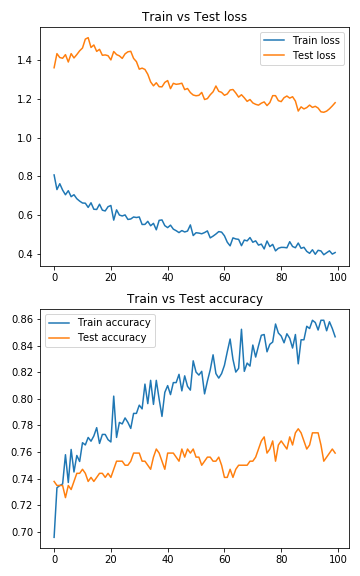 Train vs Test loss
Train loss
Test loss
1.4
1.2
1.0
0.8
0.6
0.4
0 20 40 60 80 100
Train vs Test accuracy
Train accuracy
Test accuracy
0.86
0.84
0.82
0.80
0.78
0.76
0.74
0.72
0.70
0 20 40 60 80 100